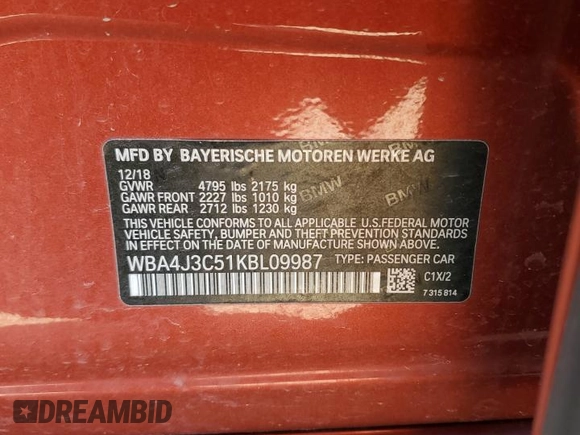 MFD BY BAYERISCHE MOTOREN WERKE AG
12/18
GVWR 4795 lbs 2175 kg
GAWR FRONT 2227 lbs 1010 kg
GAWR REAR 2712 lbs 1230 kg
THIS VEHICLE CONFORMS TO ALL APPLICABLE U.S.FEDERAL MOTOR
VEHICLE SAFETY, BUMPER AND THEFT PREVENTION STANDARDS IN
EFFECT ON THE DATE OF MANUFACTURE SHOWN ABOVE.
WBA4J3C51KBL09987 TYPE: PASSENGER CAR
C1X/2
7 315 814
BMW
BMW
BMW
DREAMBID